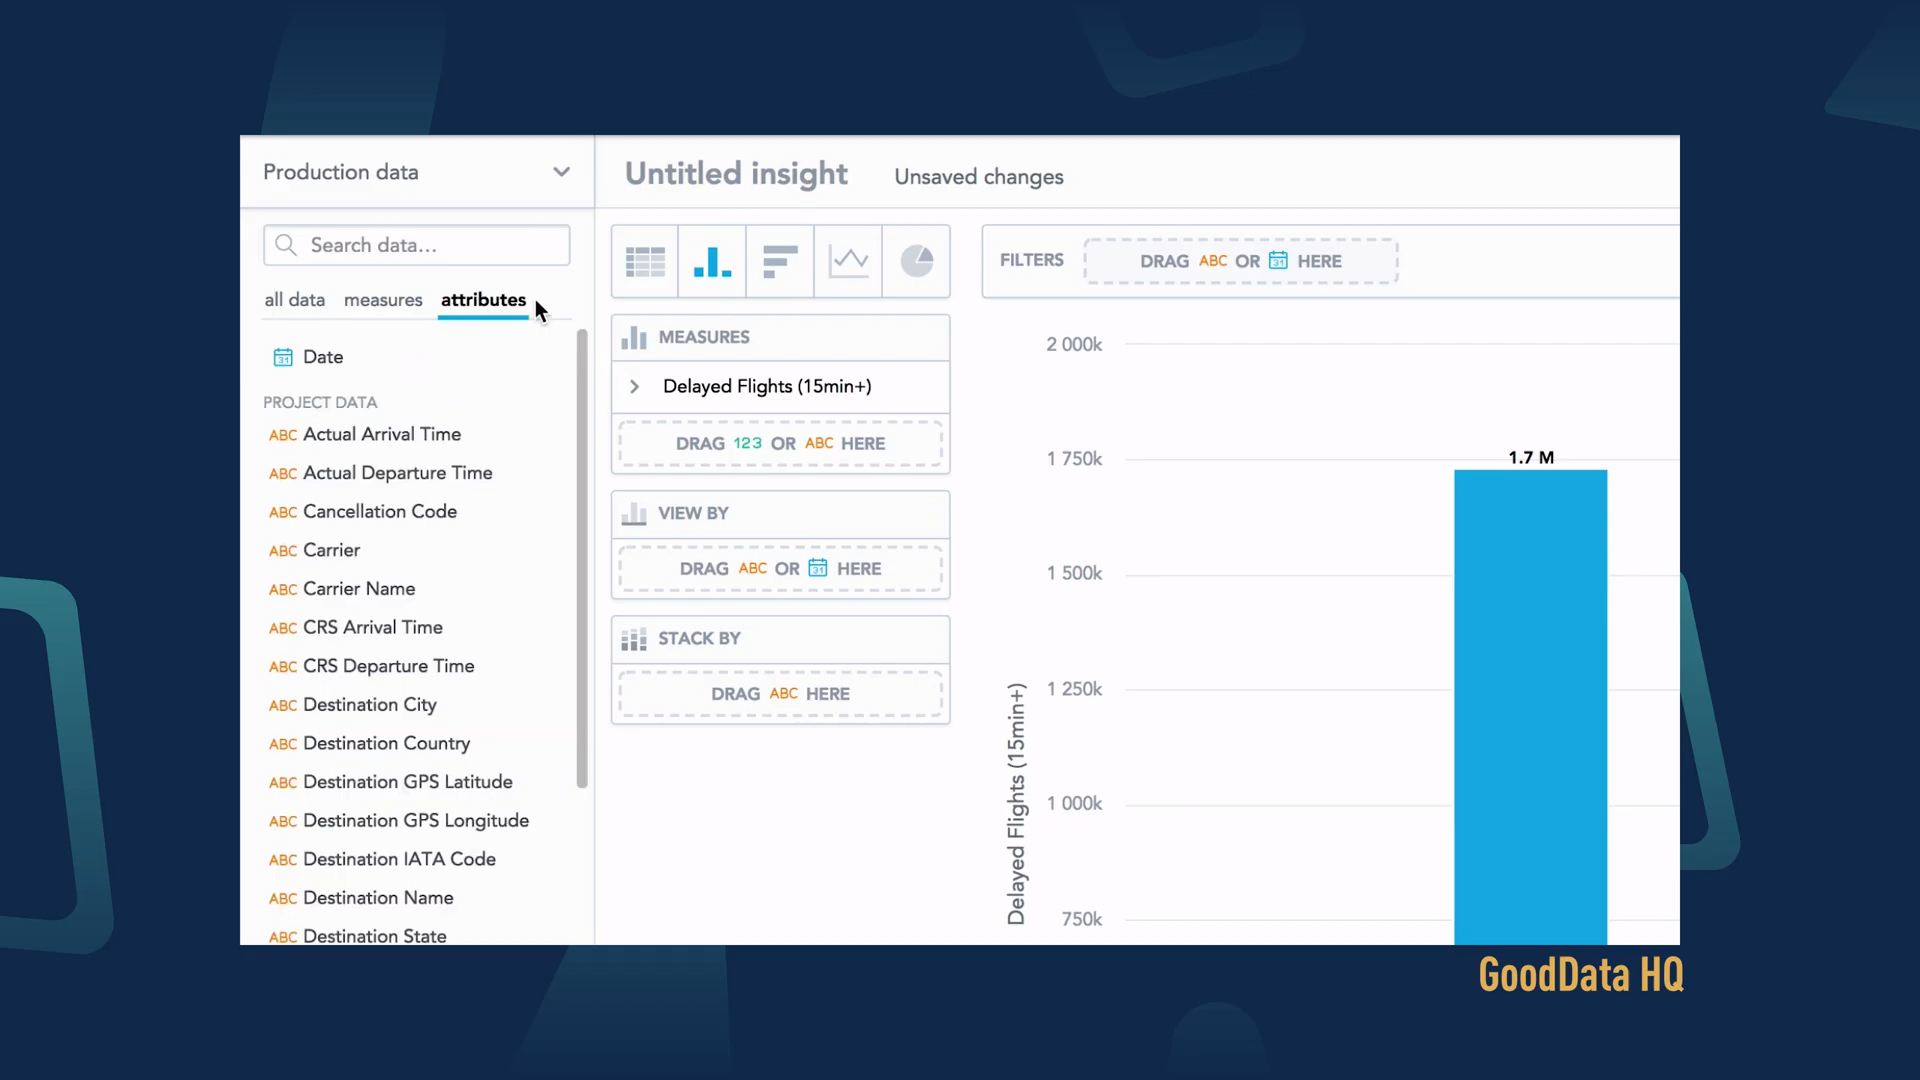 Production data
Untitled insight
Unsaved changes
Search data...
all data
measures
attributes
31 Date
PROJECT DATA
ABC Actual Arrival Time
ABC Actual Departure Time
ABC Cancellation Code
ABC Carrier
ABC Carrier Name
ABC CRS Arrival Time
ABC CRS Departure Time
ABC Destination City
ABC Destination Country
ABC Destination GPS Latitude
ABC Destination GPS Longitude
ABC Destination IATA Code
ABC Destination Name
ABC Destination State
MEASURES
Delayed Flights (15min+)
DRAG 123 OR ABC HERE
VIEW BY
DRAG ABC OR 31 HERE
STACK BY
DRAG ABC HERE
FILTERS
DRAG ABC OR 31 HERE
2 000k
1 750k
1 500k
1 250k
1 000k
750k
Delayed Flights (15min+)
1.7 M
GoodData HQ